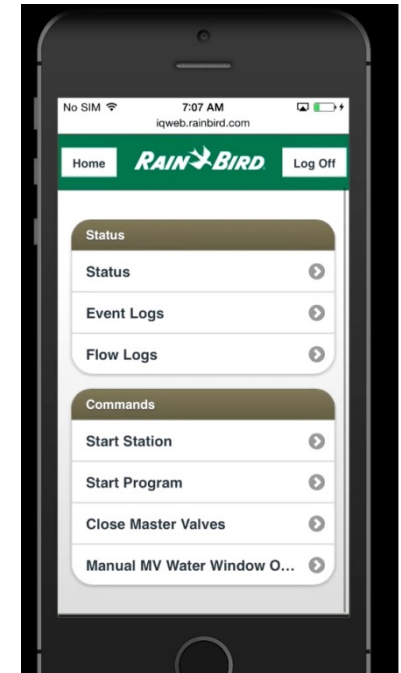 No SIM 7:07 AM
iqweb.rainbird.com
Home RAIN BIRD Log Off
Status
Status
Event Logs
Flow Logs
Commands
Start Station
Start Program
Close Master Valves
Manual MV Water Window O...